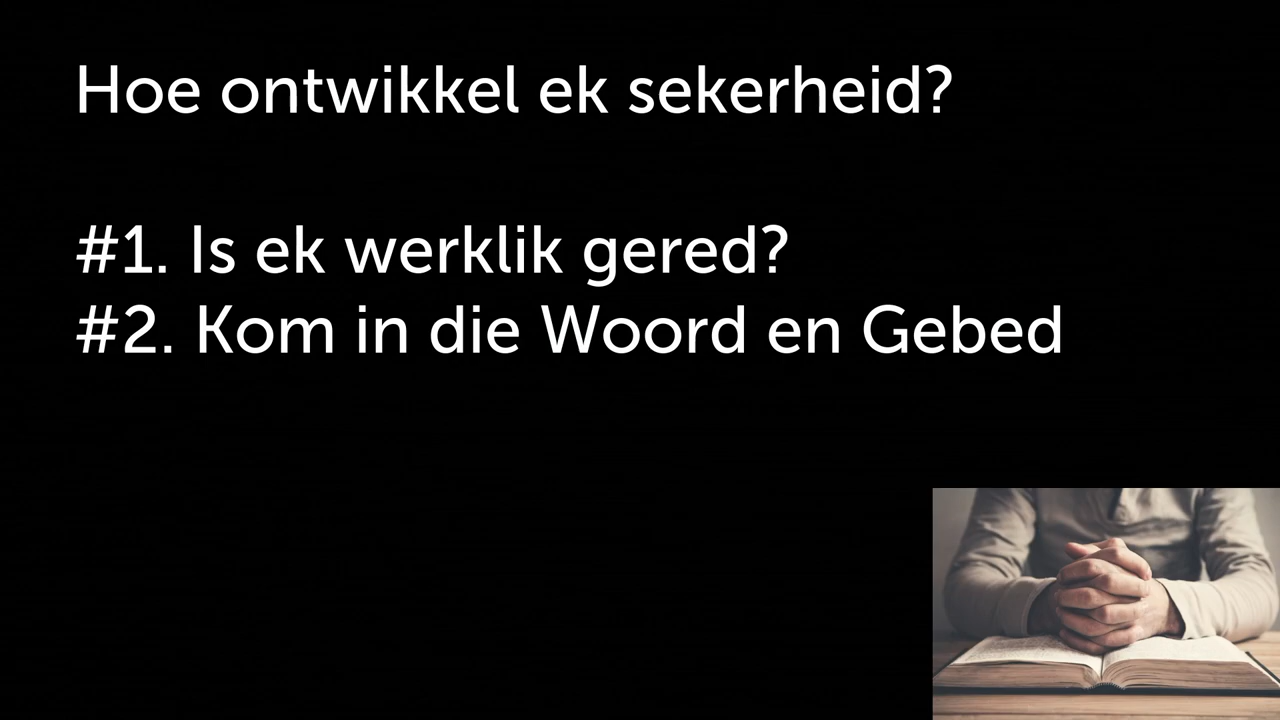 Hoe ontwikkel ek sekerheid?
#1. Is ek werklik gered?
#2. Kom in die Woord en Gebed